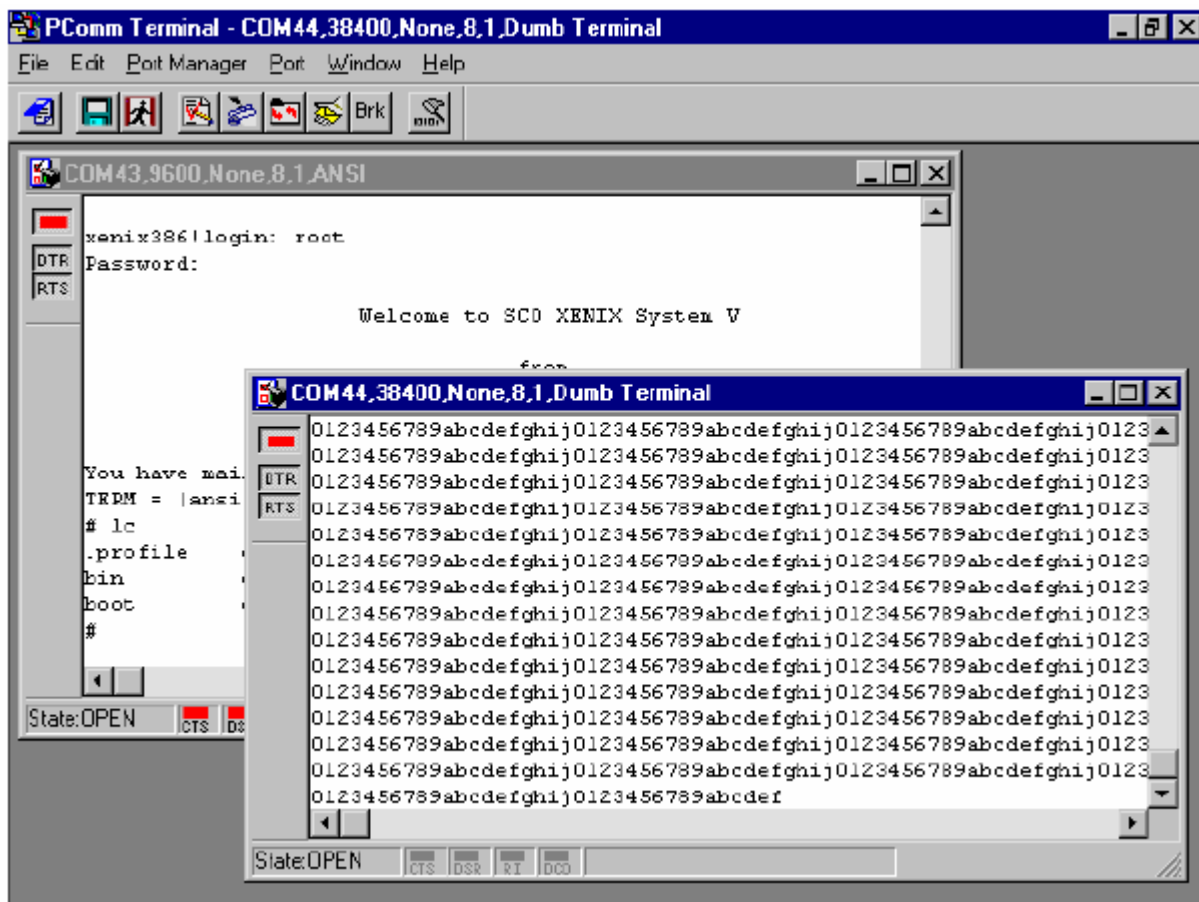 PComm Terminal - COM44,38400,None,8,1,Dumb Terminal
File Edit Port Manager Port Window Help
Brk
COM43,9600,None,8,1,ANSI
DTR
RTS
xenix386!login: root
Password:
Welcome to SCO XENIX System V
from
You have mai
TERM = (ansi
# lc
.profile
bin
boot
#
State:OPEN CTS DS
COM44,38400,None,8,1,Dumb Terminal
DTR
RTS
0123456789abcdefghij0123456789abcdefghij0123456789abcdefghij0123
0123456789abcdefghij0123456789abcdefghij0123456789abcdefghij0123
0123456789abcdefghij0123456789abcdefghij0123456789abcdefghij0123
0123456789abcdefghij0123456789abcdefghij0123456789abcdefghij0123
0123456789abcdefghij0123456789abcdefghij0123456789abcdefghij0123
0123456789abcdefghij0123456789abcdefghij0123456789abcdefghij0123
0123456789abcdefghij0123456789abcdefghij0123456789abcdefghij0123
0123456789abcdefghij0123456789abcdefghij0123456789abcdefghij0123
0123456789abcdefghij0123456789abcdefghij0123456789abcdefghij0123
0123456789abcdefghij0123456789abcdefghij0123456789abcdefghij0123
0123456789abcdefghij0123456789abcdefghij0123456789abcdefghij0123
0123456789abcdefghij0123456789abcdefghij0123456789abcdefghij0123
0123456789abcdefghij0123456789abcdefghij0123456789abcdefghij0123
0123456789abcdefghij0123456789abcdefghij0123456789abcdefghij0123
0123456789abcdefghij0123456789abcdef
State:OPEN CTS DSR RI DCD